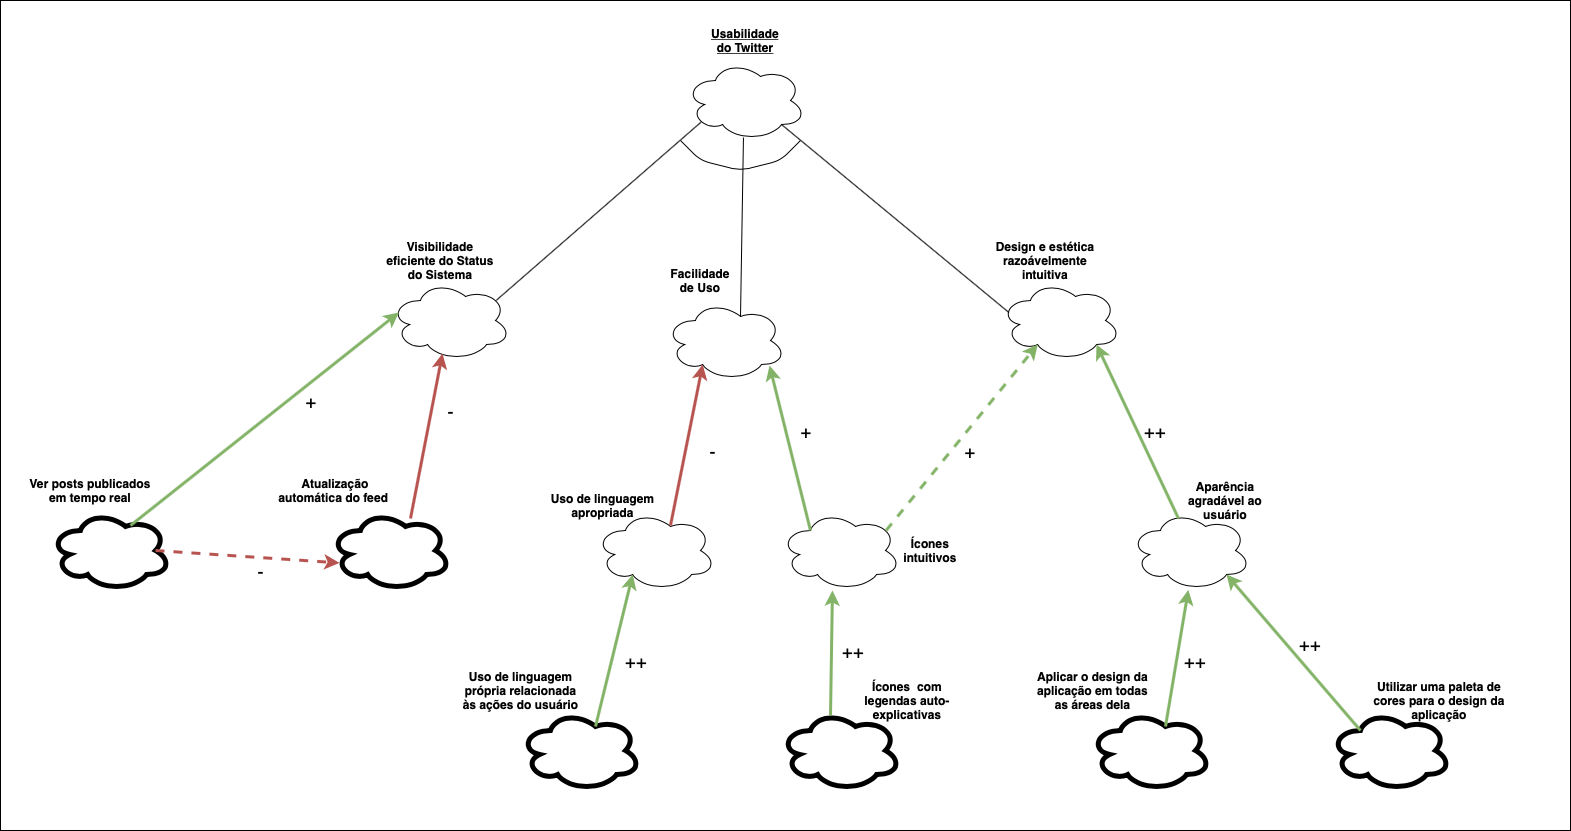 Usabilidade
do Twitter
Visibilidade
eficiente do Status
do Sistema
Facilidade
de Uso
Design e estética
razoávelmente
intuitiva
+
-
-
+
+
++
Ver posts publicados
em tempo real
Atualização
automática do feed
-
Uso de linguagem
apropriada
Ícones
intuitivos
Aparência
agradável ao
usuário
++
++
++
++
Uso de linguagem
própria relacionada
às ações do usuário
Ícones com
legendas auto-
explicativas
Aplicar o design da
aplicação em todas
as áreas dela
Utilizar uma paleta de
cores para o design da
aplicação